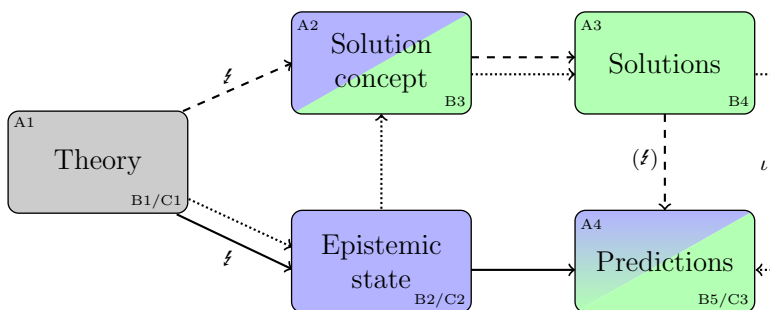 A2
Solution
concept
B3
A3
Solutions
B4
A1
Theory
B1/C1
(↯)
ι
↯
↯
Epistemic
state
B2/C2
A4
Predictions
B5/C3